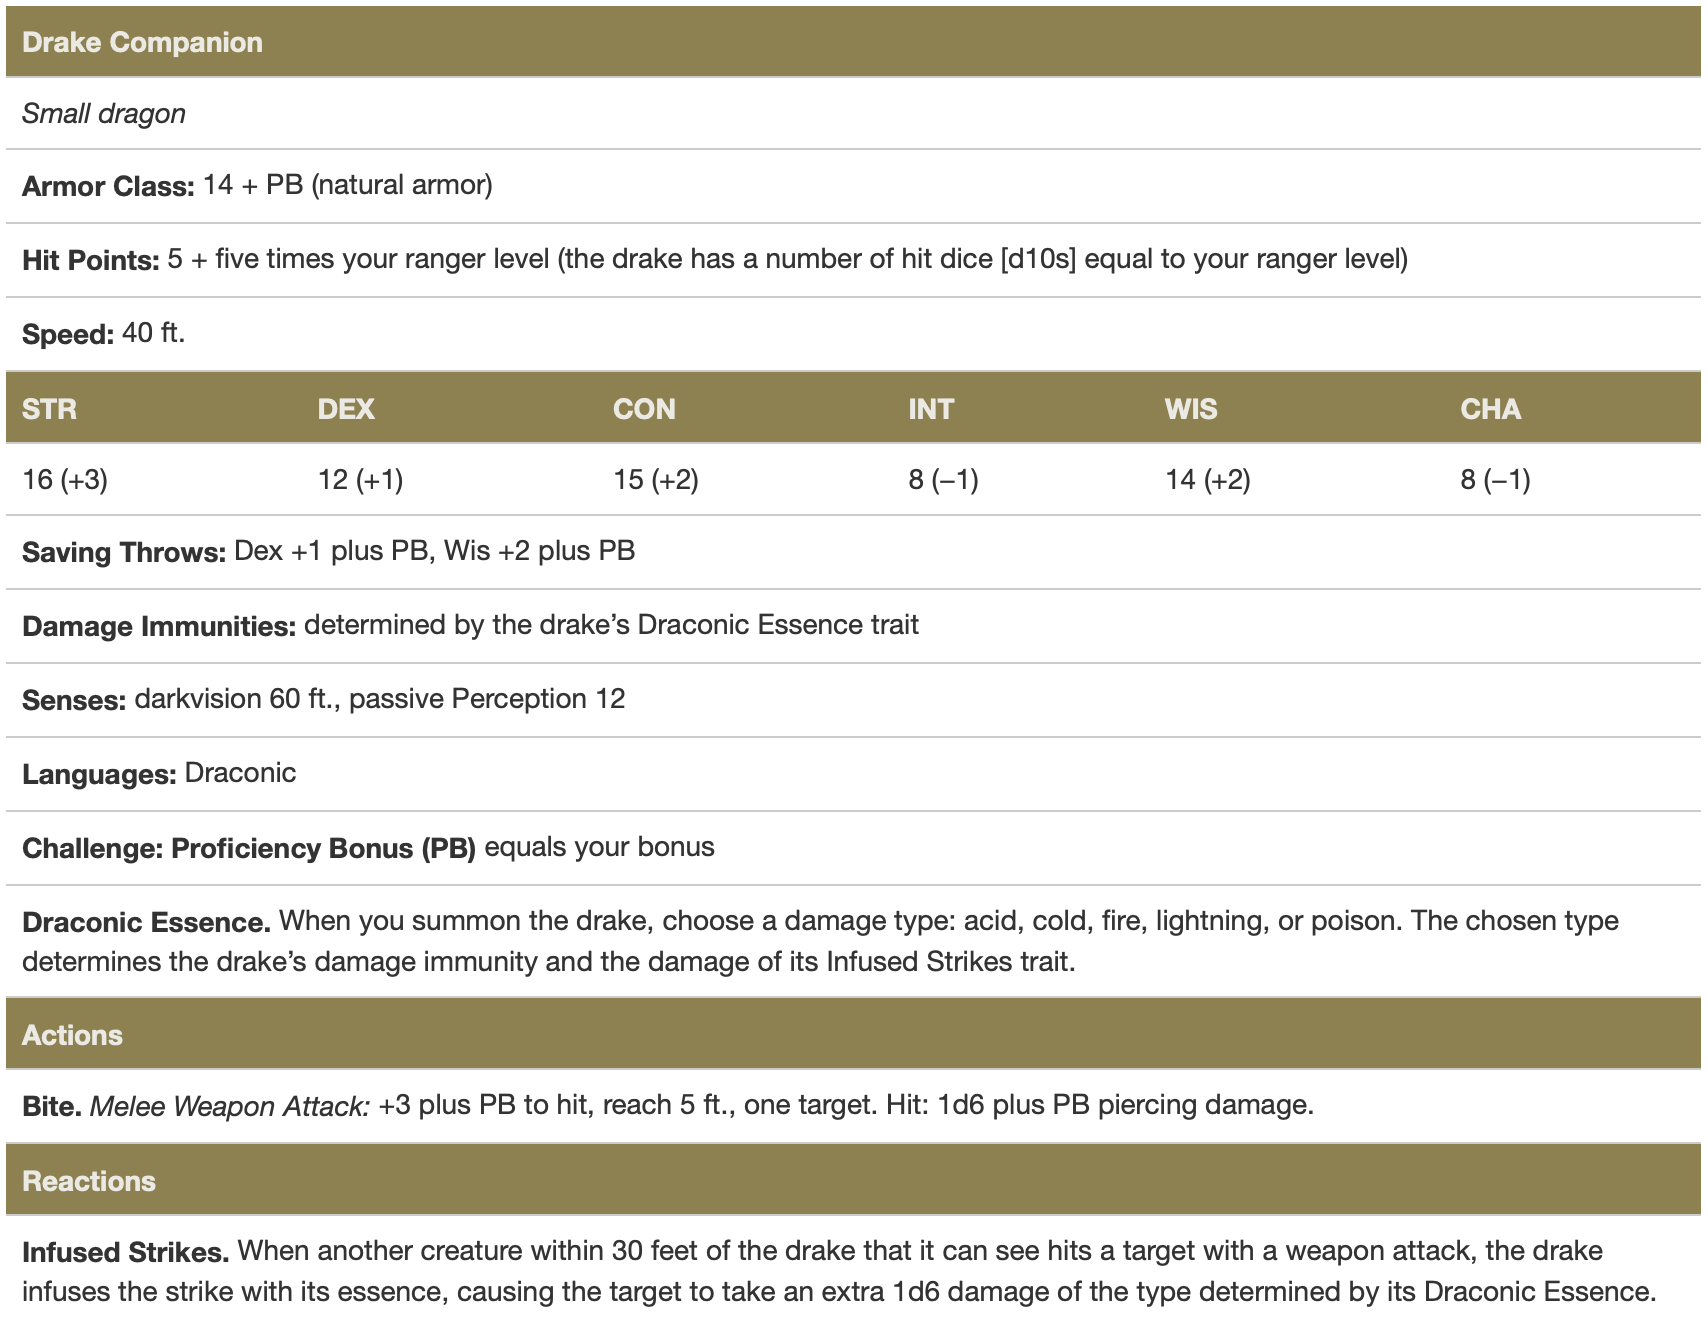 Drake Companion
Small dragon
Armor Class: 14 + PB (natural armor)
Hit Points: 5 + five times your ranger level (the drake has a number of hit dice [d10s] equal to your ranger level)
Speed: 40 ft.
STR DEX CON INT WIS CHA
16 (+3) 12 (+1) 15 (+2) 8 (−1) 14 (+2) 8 (−1)
Saving Throws: Dex +1 plus PB, Wis +2 plus PB
Damage Immunities: determined by the drake’s Draconic Essence trait
Senses: darkvision 60 ft., passive Perception 12
Languages: Draconic
Challenge: Proficiency Bonus (PB) equals your bonus
Draconic Essence. When you summon the drake, choose a damage type: acid, cold, fire, lightning, or poison. The chosen type
determines the drake’s damage immunity and the damage of its Infused Strikes trait.
Actions
Bite. Melee Weapon Attack: +3 plus PB to hit, reach 5 ft., one target. Hit: 1d6 plus PB piercing damage.
Reactions
Infused Strikes. When another creature within 30 feet of the drake that it can see hits a target with a weapon attack, the drake
infuses the strike with its essence, causing the target to take an extra 1d6 damage of the type determined by its Draconic Essence.